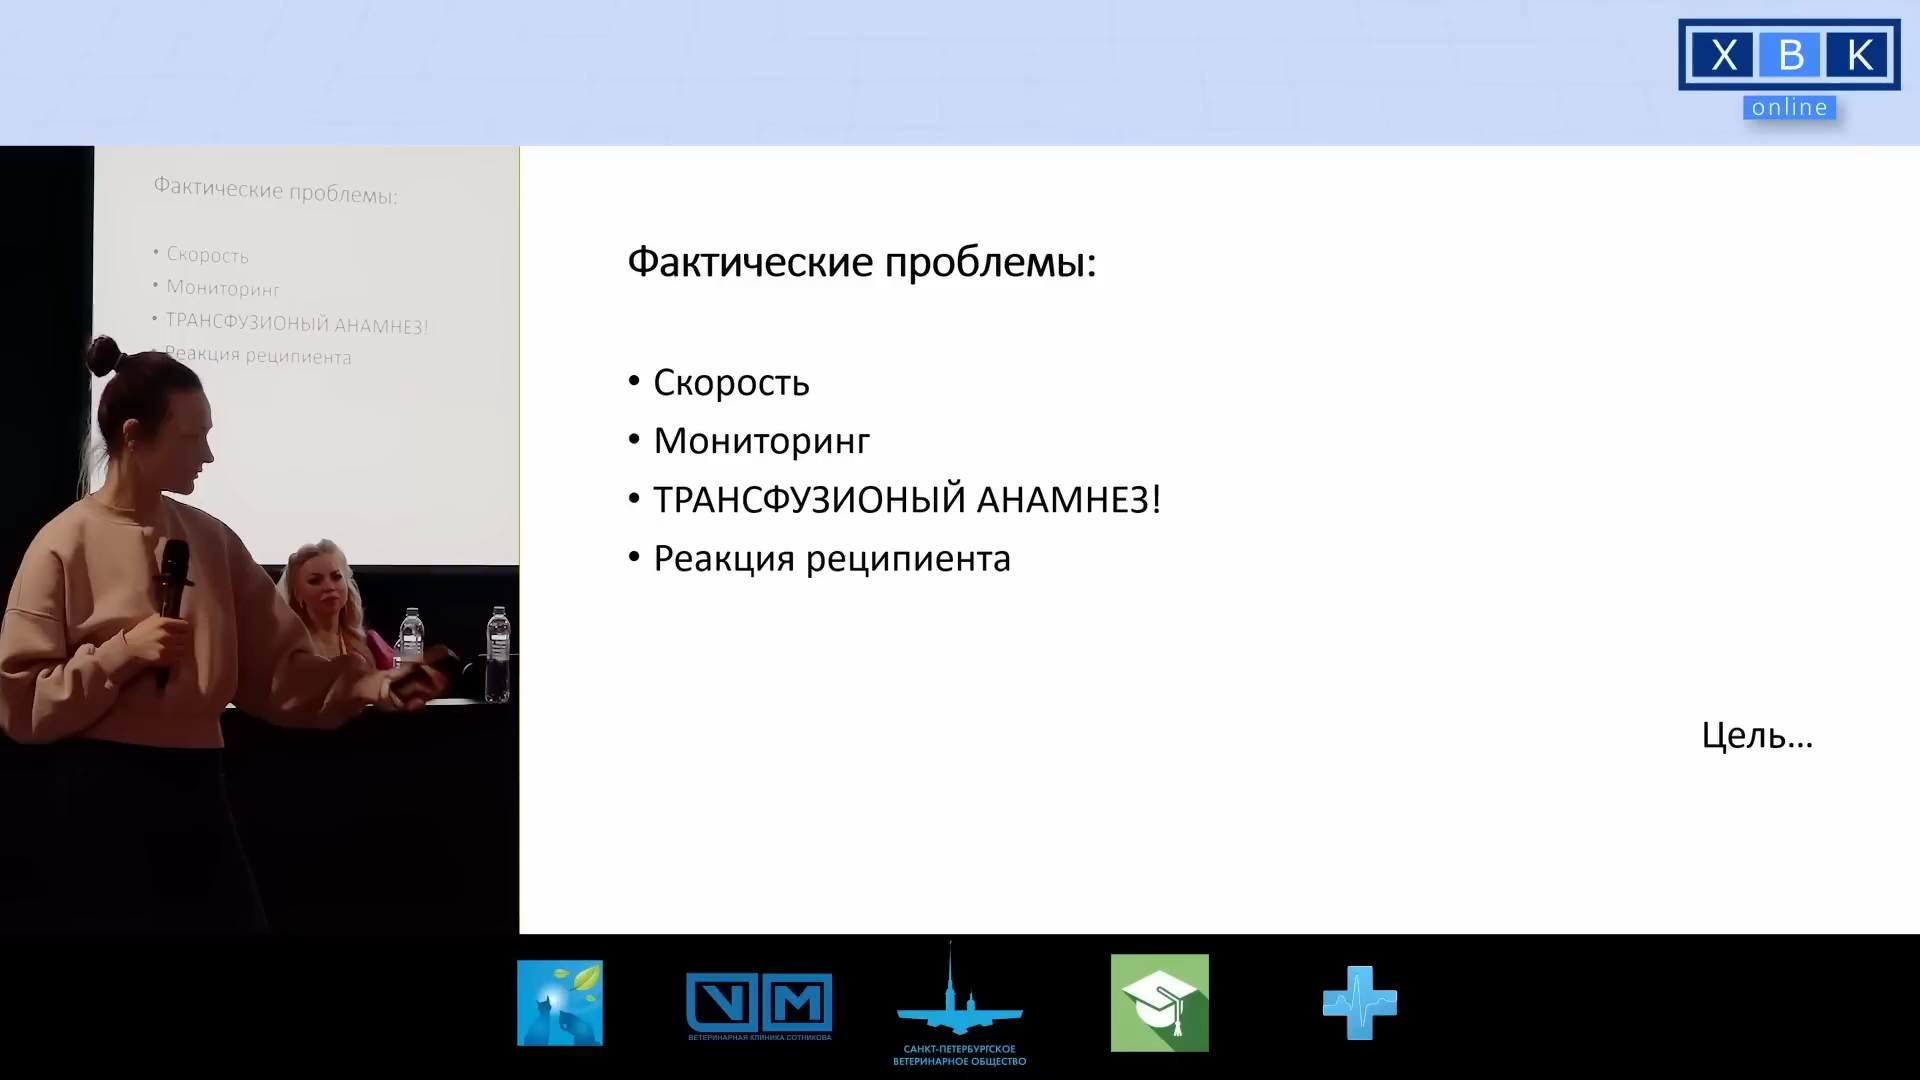 Х В К
online
Фактические проблемы:
• Скорость
• Мониторинг
• ТРАНСФУЗИОНЫЙ АНАМНЕЗ!
• Реакция реципиента
Фактические проблемы:
• Скорость
• Мониторинг
• ТРАНСФУЗИОНЫЙ АНАМНЕЗ!
• Реакция реципиента
Цель...
VM
ВЕТЕРИНАРНАЯ КЛИНИКА СОТНИКОВА
САНКТ-ПЕТЕРБУРГСКОЕ
ВЕТЕРИНАРНОЕ ОБЩЕСТВО